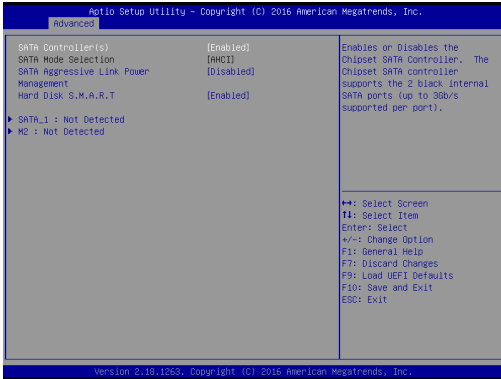 Aptio Setup Utility – Copyright (C) 2016 American Megatrends, Inc.
Advanced
SATA Controller(s) [Enabled]
SATA Mode Selection [AHCI]
SATA Aggressive Link Power [Disabled]
Management
Hard Disk S.M.A.R.T [Enabled]
SATA_1 : Not Detected
M2 : Not Detected
Enables or Disables the
Chipset SATA Controller. The
Chipset SATA controller
supports the 2 black internal
SATA ports (up to 3Gb/s
supported per port).
↔: Select Screen
↑↓: Select Item
Enter: Select
+/-: Change Option
F1: General Help
F7: Discard Changes
F9: Load UEFI Defaults
F10: Save and Exit
ESC: Exit
Version 2.18.1263. Copyright (C) 2016 American Megatrends, Inc.